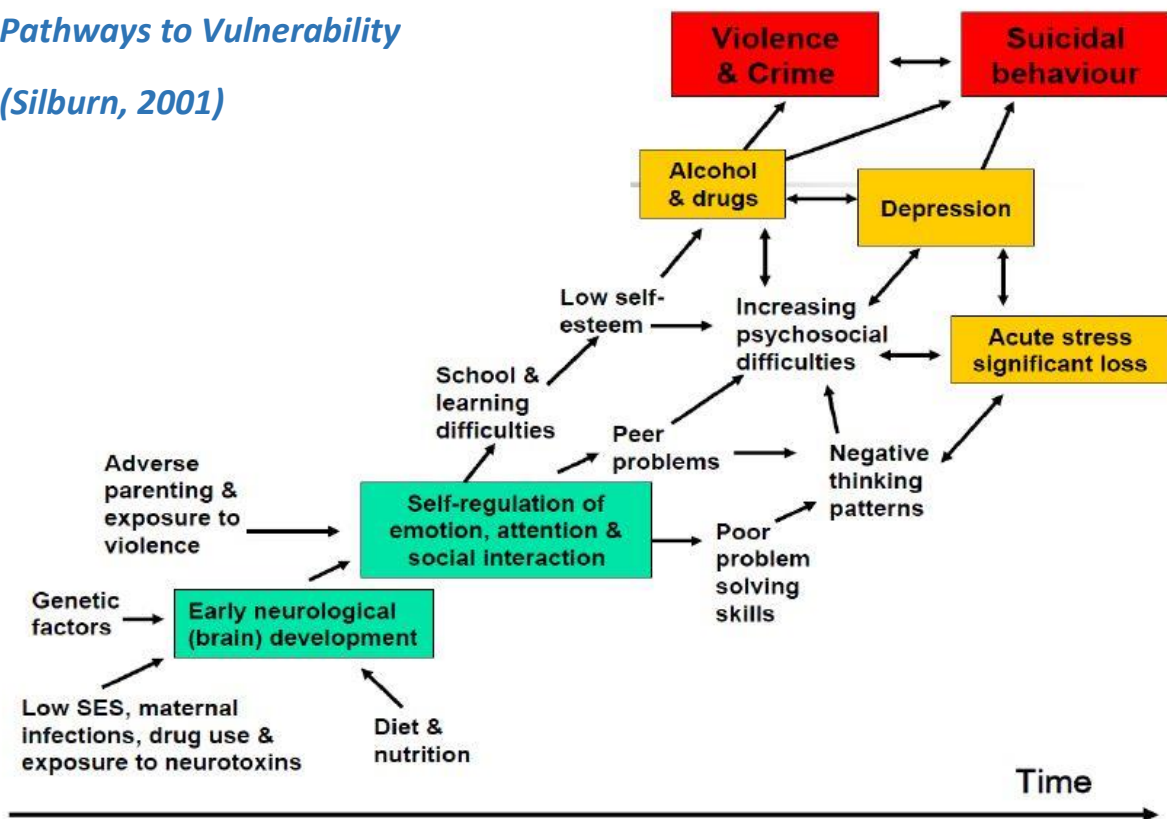 Pathways to Vulnerability
(Silburn, 2001)
Violence
& Crime
Suicidal
behaviour
Alcohol
& drugs
Depression
Low self-
esteem
Increasing
psychosocial
difficulties
Acute stress
significant loss
School &
learning
difficulties
Peer
problems
Negative
thinking
patterns
Adverse
parenting &
exposure to
violence
Self-regulation of
emotion, attention &
social interaction
Poor
problem
solving
skills
Genetic
factors
Early neurological
(brain) development
Low SES, maternal
infections, drug use &
exposure to neurotoxins
Diet &
nutrition
Time